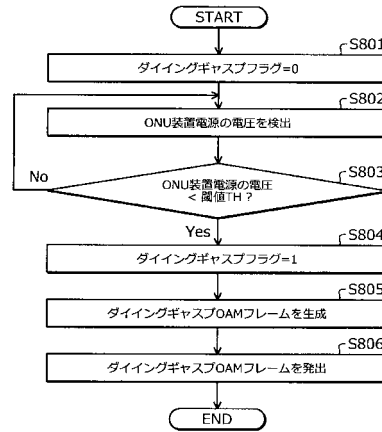 START
S801
ダイイングギャスプフラグ=0
S802
ONU装置電源の電圧を検出
S803
ONU装置電源の電圧
< 閾値TH ?
No
Yes
S804
ダイイングギャスプフラグ=1
S805
ダイイングギャスプOAMフレームを生成
S806
ダイイングギャスプOAMフレームを発出
END